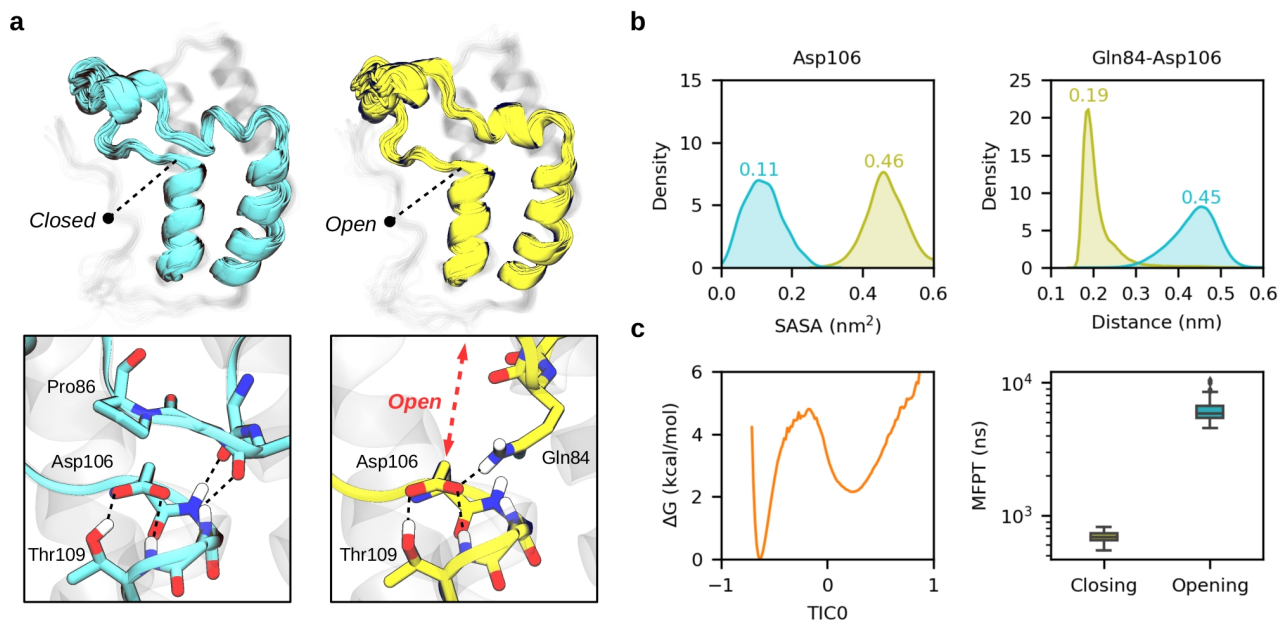 a
Closed
Open
Pro86
Asp106
Thr109
Open
Asp106
Gln84
Thr109
b
Asp106
15
10
5
0
Density
0.11
0.46
0.0
0.2
0.4
0.6
SASA (nm²)
Gln84-Asp106
25
20
15
10
5
0
Density
0.19
0.45
0.1
0.2
0.3
0.4
0.5
0.6
Distance (nm)
c
6
4
2
0
ΔG (kcal/mol)
−1
0
1
TIC0
10⁴
10³
MFPT (ns)
Closing
Opening